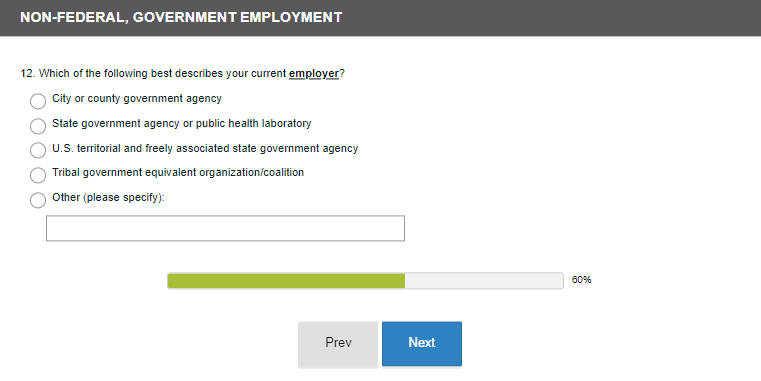 NON-FEDERAL, GOVERNMENT EMPLOYMENT
12. Which of the following best describes your current employer?
City or county government agency
State government agency or public health laboratory
U.S. territorial and freely associated state government agency
Tribal government equivalent organization/coalition
Other (please specify):
60%
Prev
Next